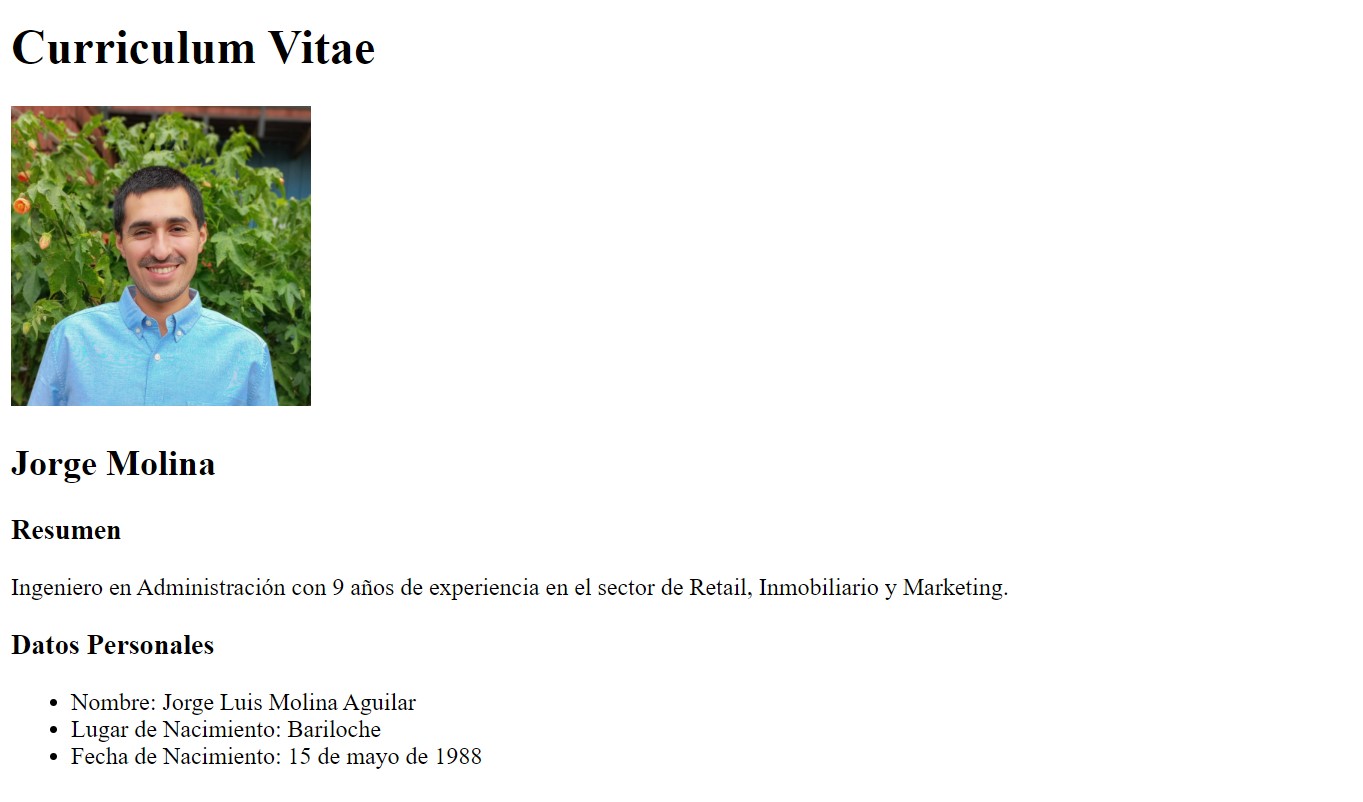 Curriculum Vitae
Jorge Molina
Resumen
Ingeniero en Administración con 9 años de experiencia en el sector de Retail, Inmobiliario y Marketing.
Datos Personales
Nombre: Jorge Luis Molina Aguilar
Lugar de Nacimiento: Bariloche
Fecha de Nacimiento: 15 de mayo de 1988